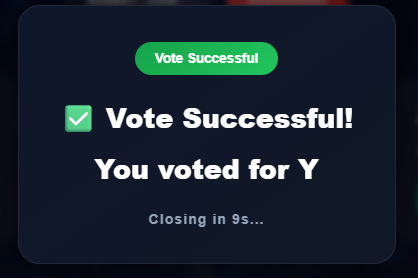 Vote Successful
✅ Vote Successful!
You voted for Y
Closing in 9s...